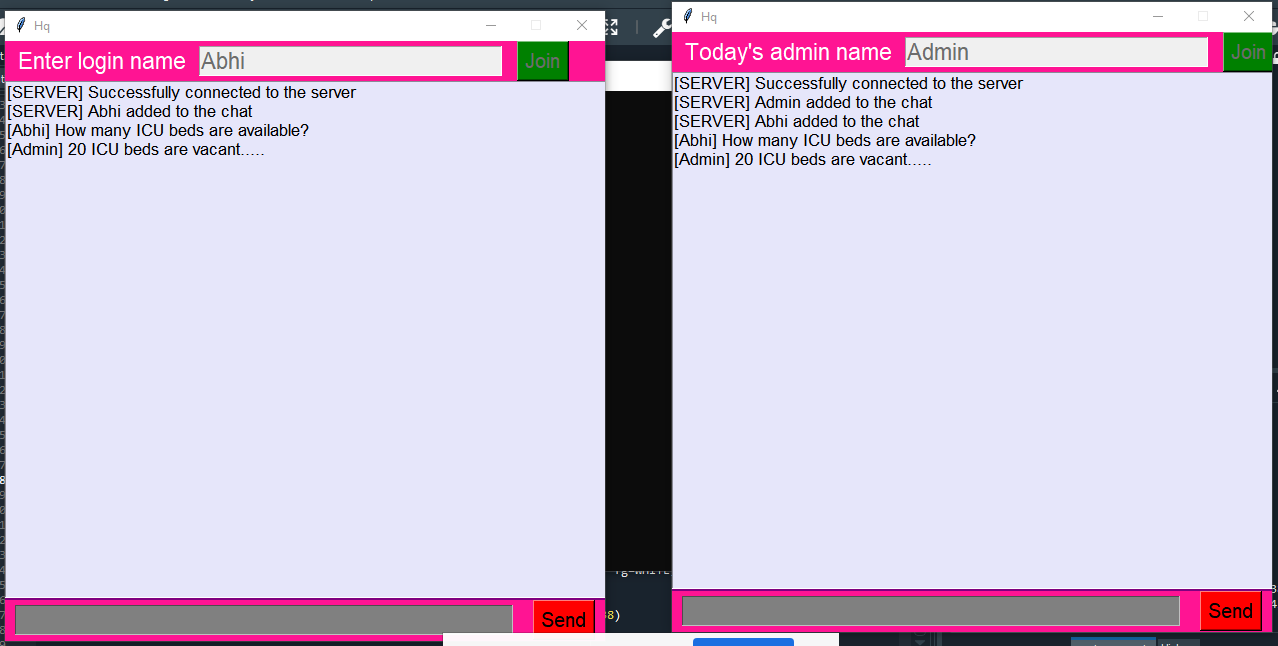 Hq
Enter login name Abhi Join
[SERVER] Successfully connected to the server
[SERVER] Abhi added to the chat
[Abhi] How many ICU beds are available?
[Admin] 20 ICU beds are vacant.....
Send
Hq
Today's admin name Admin Join
[SERVER] Successfully connected to the server
[SERVER] Admin added to the chat
[SERVER] Abhi added to the chat
[Abhi] How many ICU beds are available?
[Admin] 20 ICU beds are vacant.....
Send